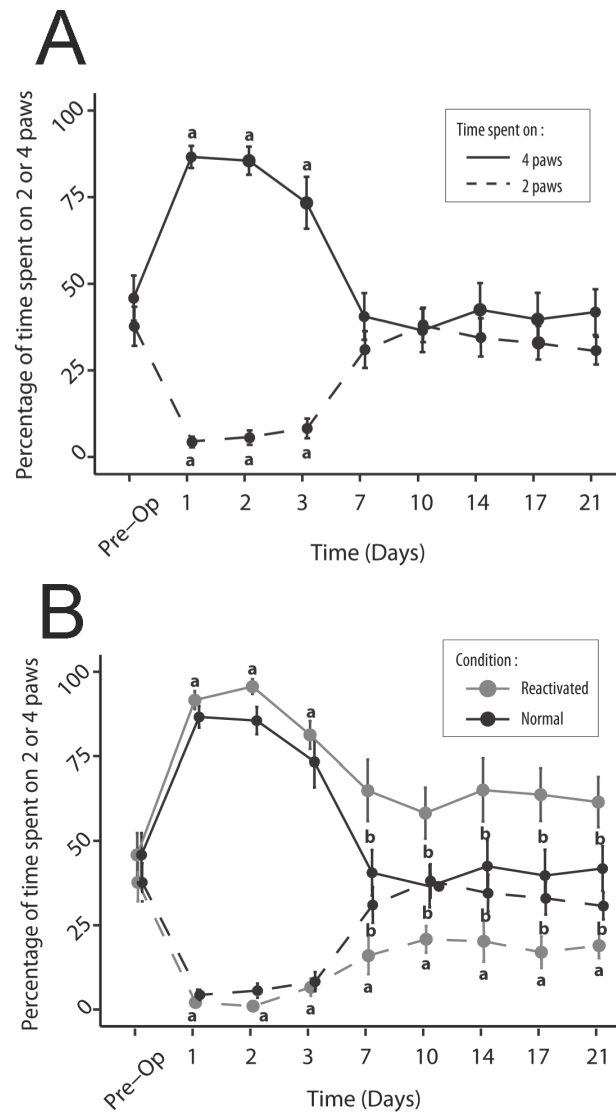 A
Percentage of time spent on 2 or 4 paws
100
75
50
25
0
a a a
a a a
Time spent on :
4 paws
2 paws
Pre–Op 1 2 3 7 10 14 17 21
Time (Days)
B
Percentage of time spent on 2 or 4 paws
100
75
50
25
0
Condition :
Reactivated
Normal
a a a
b b b b b
b b b b b
a a a a a a a a
Pre–Op 1 2 3 7 10 14 17 21
Time (Days)